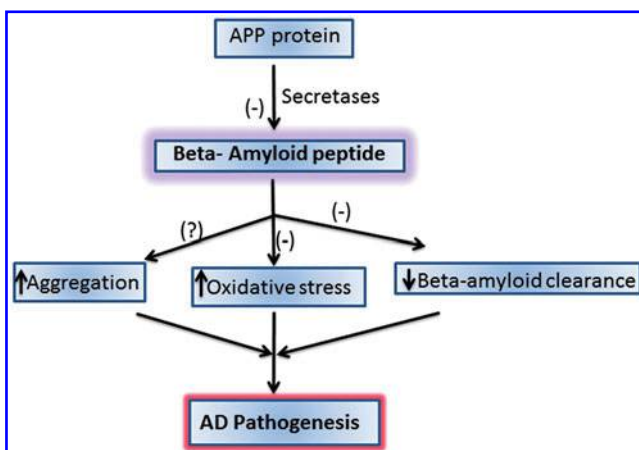 APP protein
(-) Secretases
Beta- Amyloid peptide
(?) (-) (-)
↑Aggregation ↑Oxidative stress ↓Beta-amyloid clearance
AD Pathogenesis